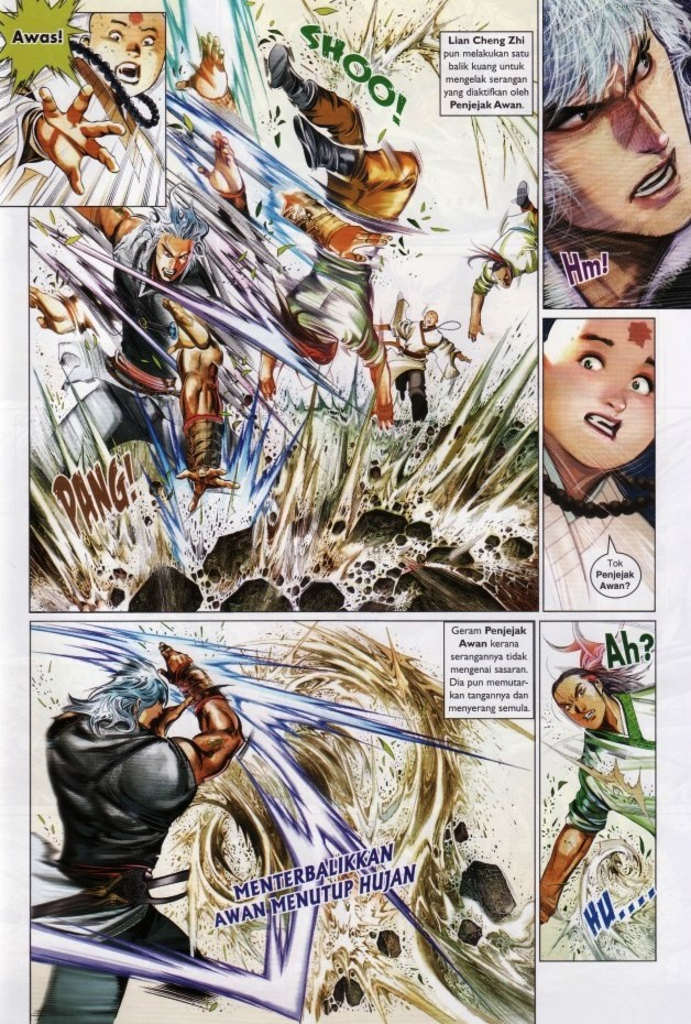 Awas!
SHOO!
Lian Cheng Zhi
pun melakukan satu
balik kuang untuk
mengelak serangan
yang diaktifkan oleh
Penjejak Awan.
Hm!
PANG!
Tok
Penjejak
Awan?
Geram Penjejak
Awan kerana
serangannya tidak
mengenai sasaran.
Dia pun memutar-
kan tangannya dan
menyerang semula.
MENTERBALIKKAN
AWAN MENUTUP HUJAN
Ah?
HU....